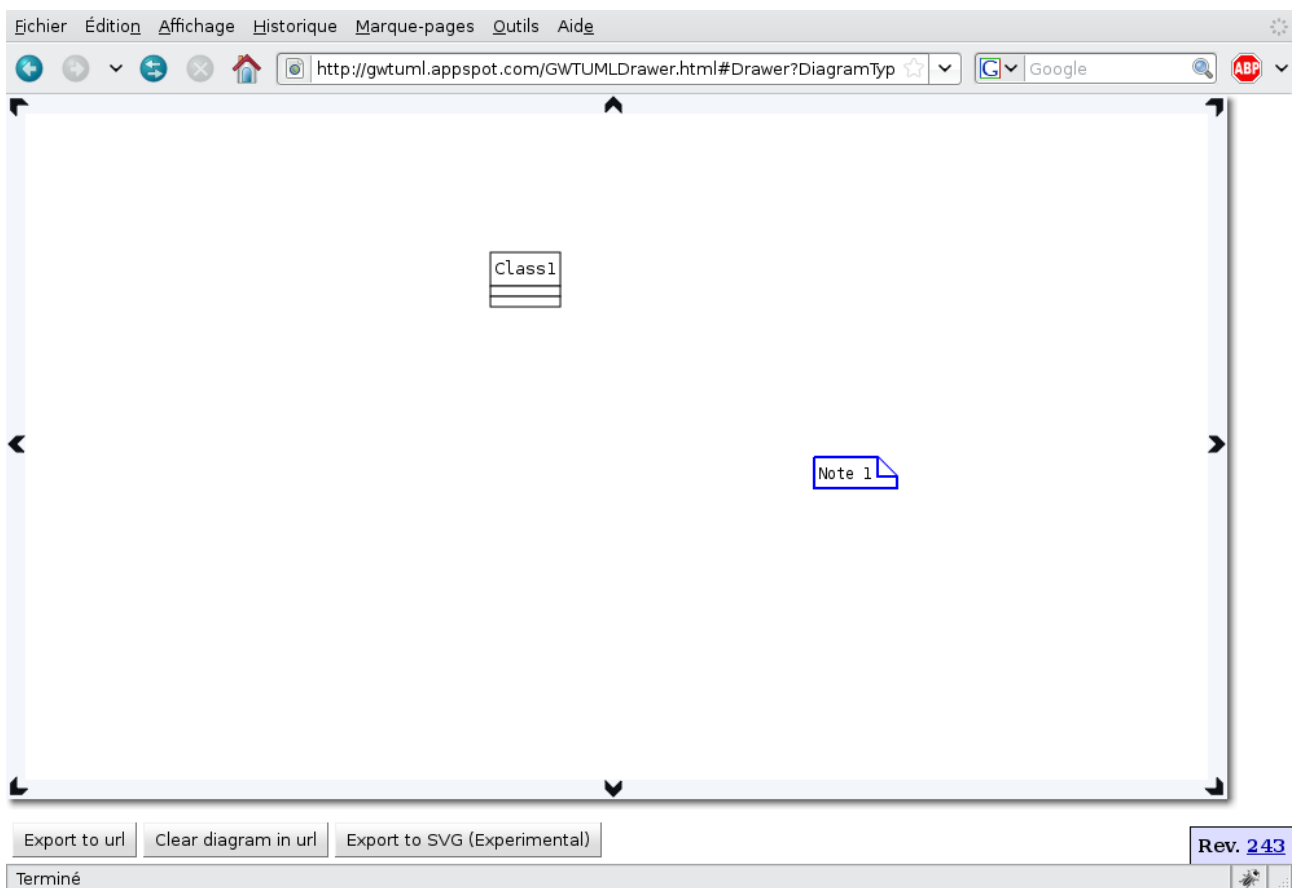 Fichier Édition Affichage Historique Marque-pages Outils Aide
http://gwtuml.appspot.com/GWTUMLDrawer.html#Drawer?DiagramTyp G Google ABP
Class1
Note 1
Export to url Clear diagram in url Export to SVG (Experimental)
Rev. 243
Terminé